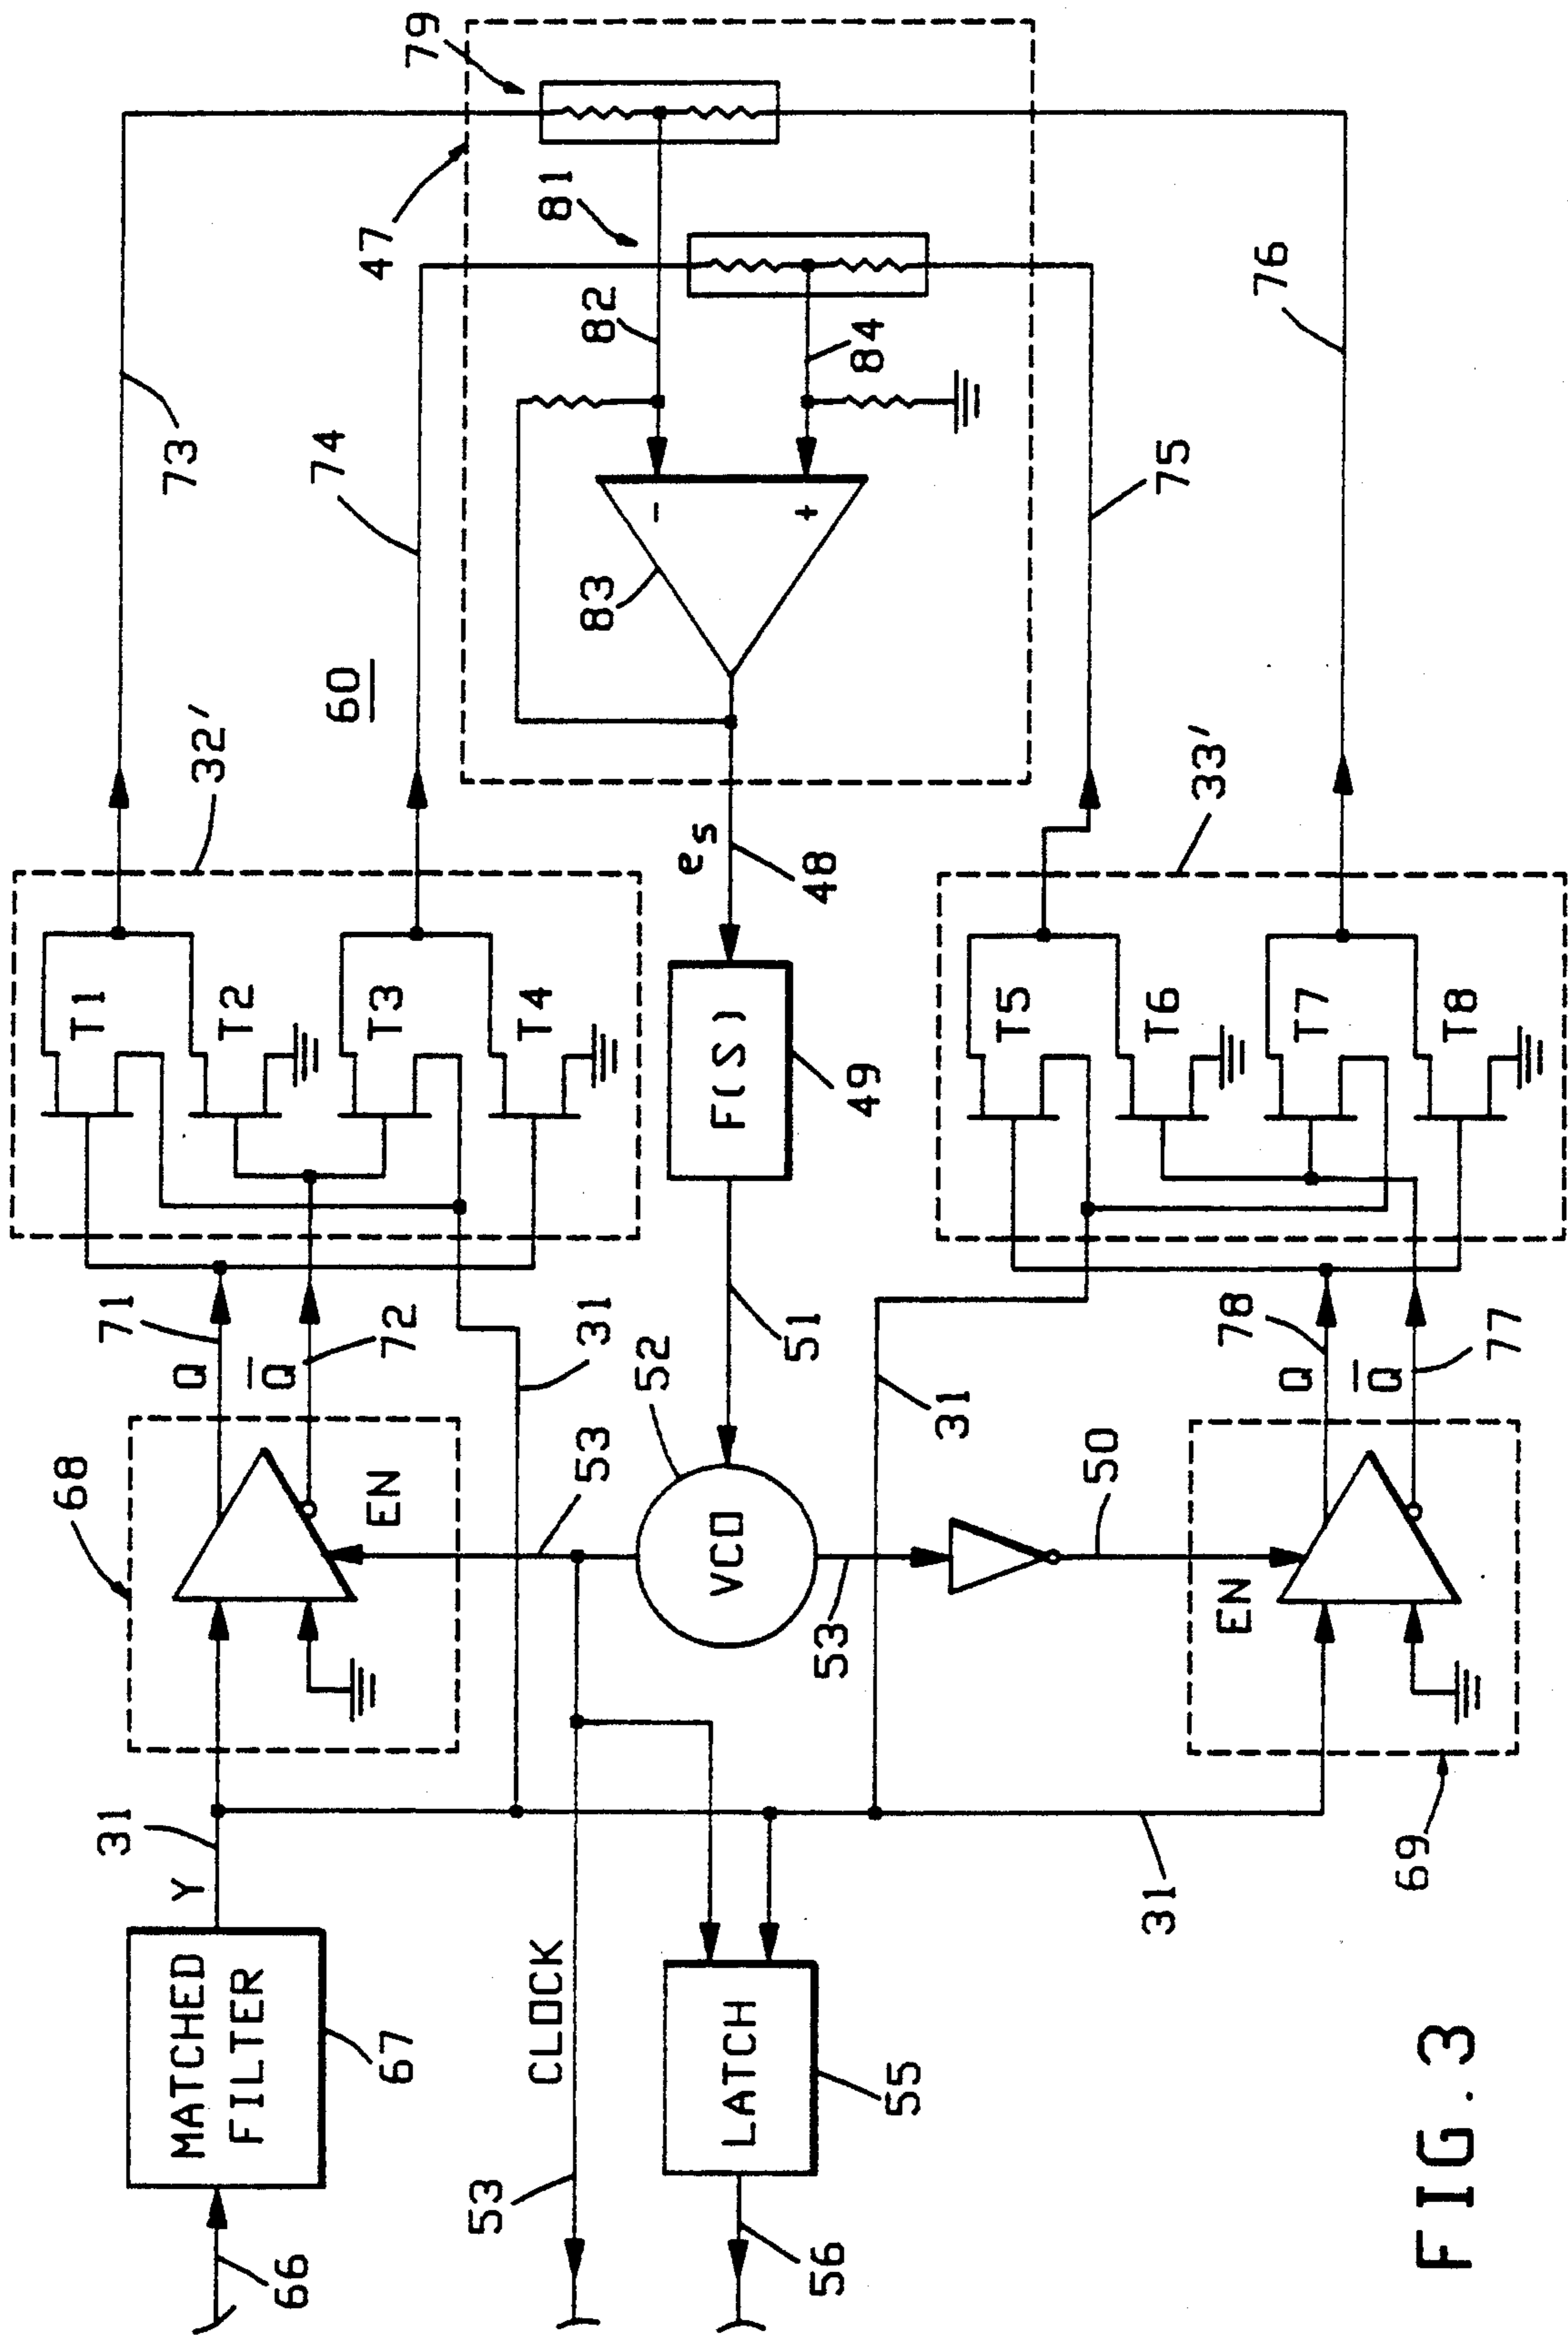 66
MATCHED
FILTER
67
Y
31
68
EN
Q
71
Q̅
72
31
32'
T1
T2
T3
T4
73
60
74
47
79
81
82
84
83
-
+
e_s
48
F(S)
49
51
52
VCO
53
53
53
CLOCK
LATCH
55
56
31
31
50
EN
69
Q
78
Q̅
77
33'
T5
T6
T7
T8
75
76
FIG. 3